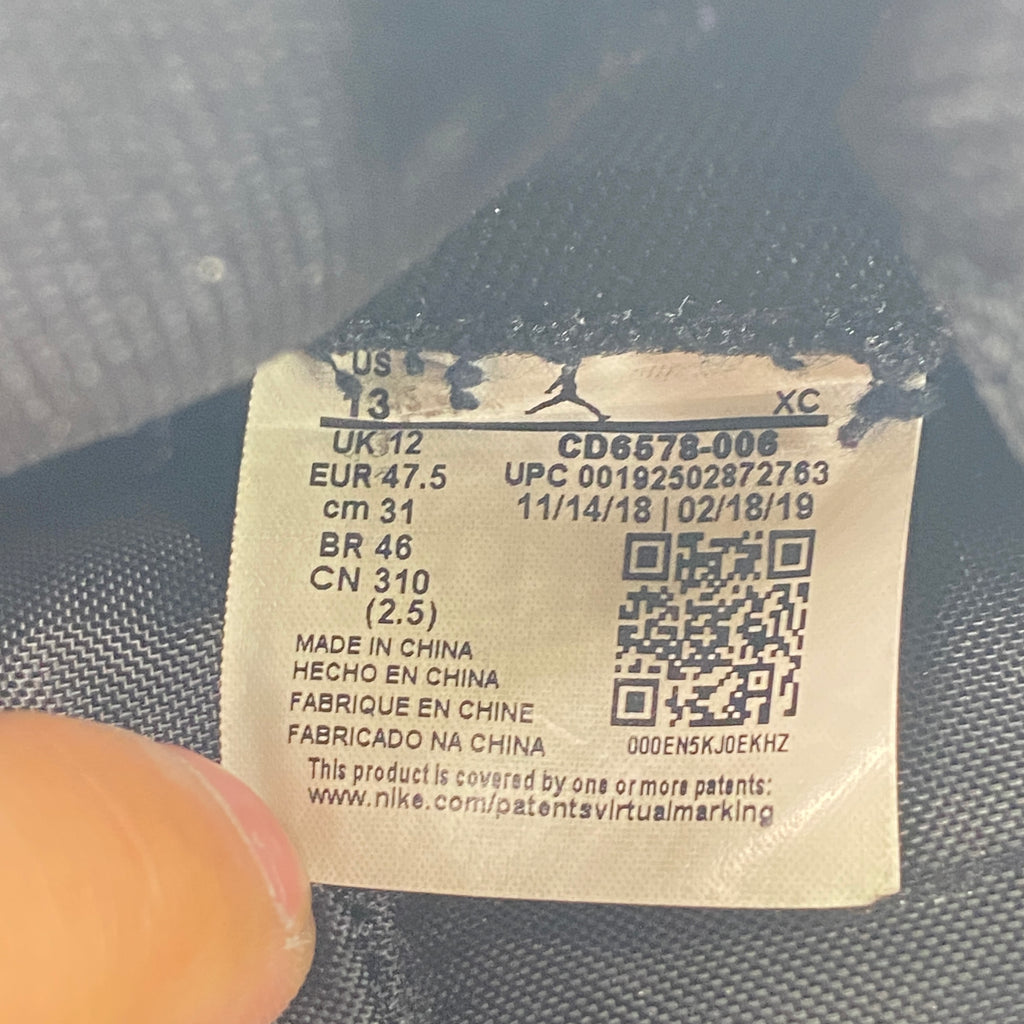 US
13
XC
UK 12
CD6578-006
EUR 47.5
UPC 00192502872763
cm 31
11/14/18 | 02/18/19
BR 46
CN 310
(2.5)
MADE IN CHINA
HECHO EN CHINA
FABRIQUE EN CHINE
FABRICADO NA CHINA
000EN5KJ0EKHZ
This product is covered by one or more patents:
www.nike.com/patentsvirtualmarking